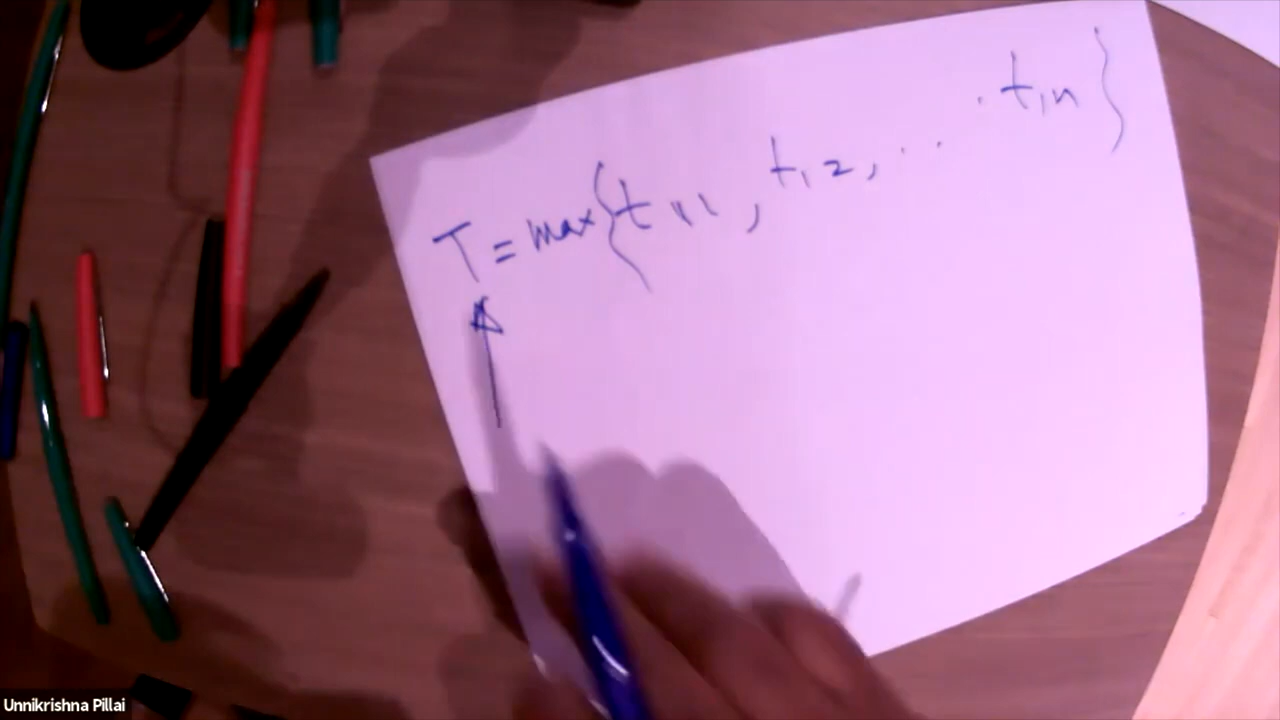 T = max{t11, t12, ... t1n}
Unnikrishna Pillai